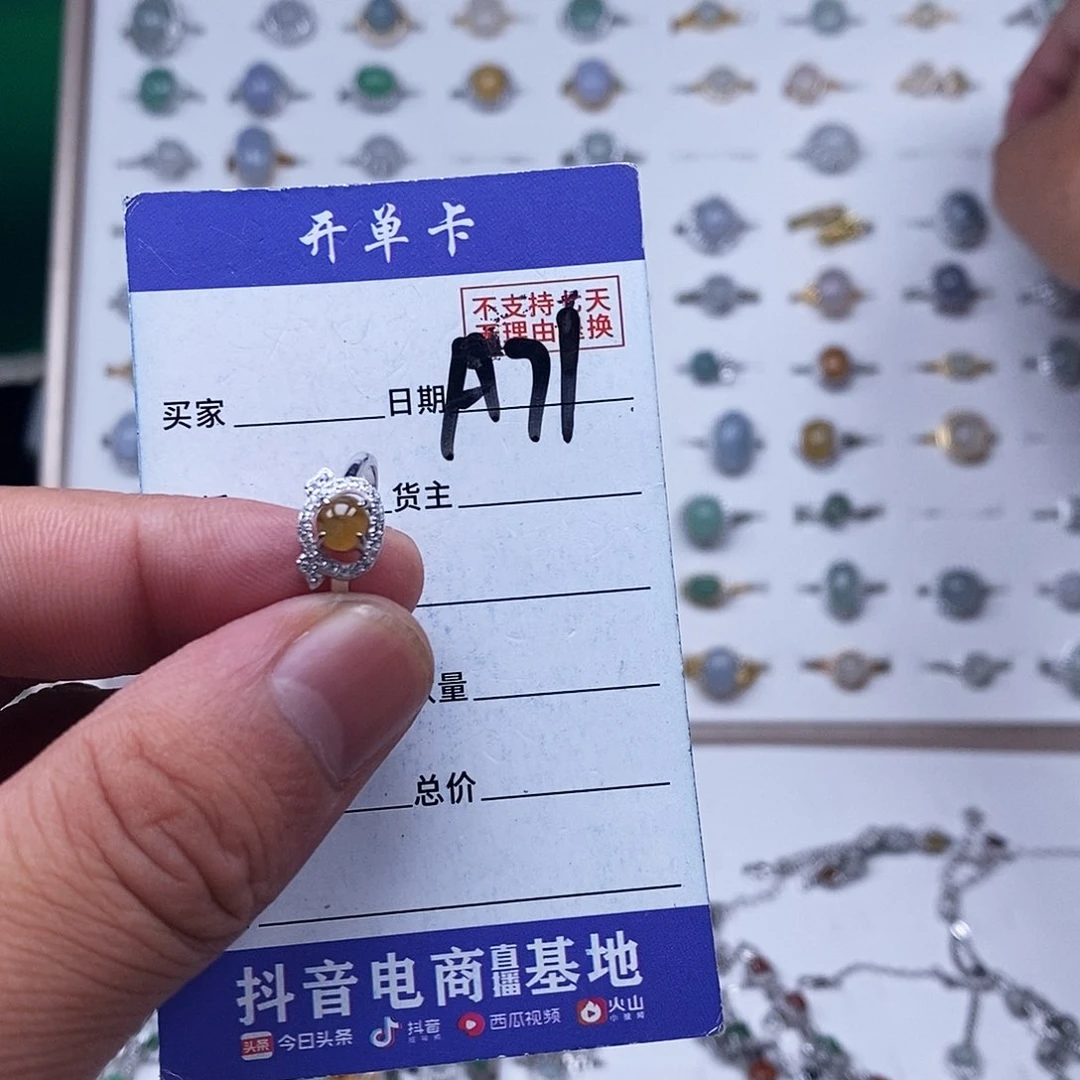 开单卡
不支持七天
无理由退换
A71
买家 日期
货主
量
总价
抖音电商直播基地
头条 今日头条 抖音 西瓜视频 火山